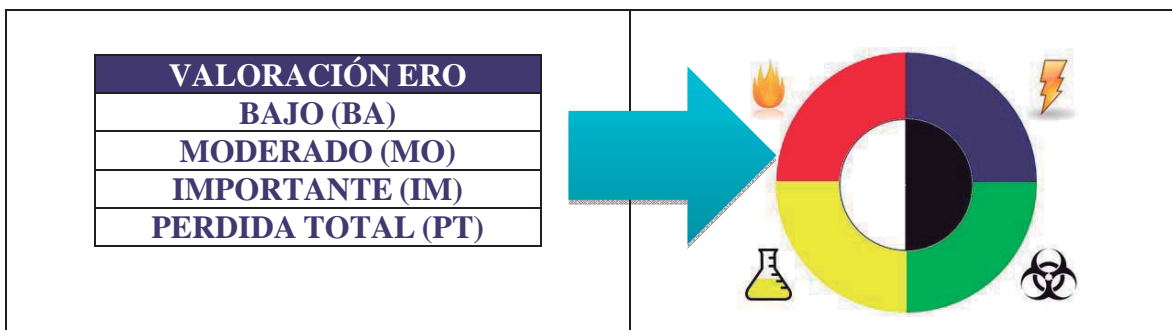 VALORACIÓN ERO
BAJO (BA)
MODERADO (MO)
IMPORTANTE (IM)
PERDIDA TOTAL (PT)